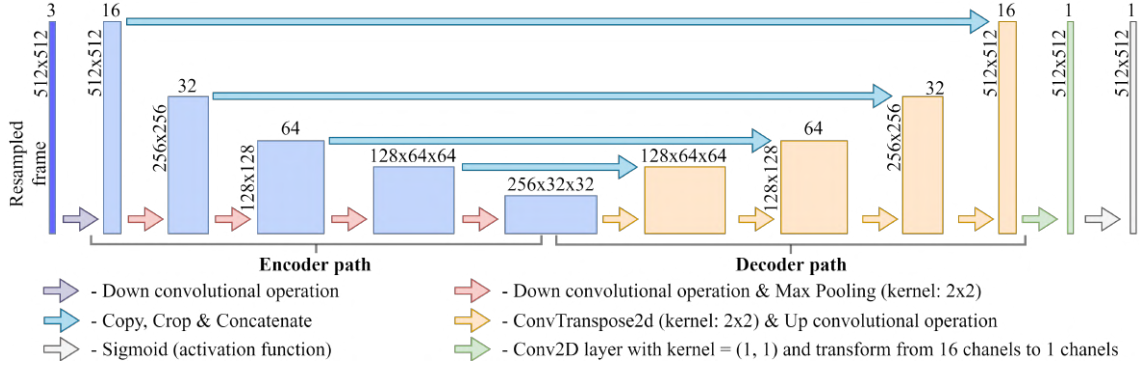 3
16
16
1
1
512x512
512x512
512x512
512x512
512x512
Resampled
frame
32
32
256x256
256x256
64
64
128x128
128x128
128x64x64
128x64x64
256x32x32
Encoder path
Decoder path
- Down convolutional operation
- Down convolutional operation & Max Pooling (kernel: 2x2)
- Copy, Crop & Concatenate
- ConvTranspose2d (kernel: 2x2) & Up convolutional operation
- Sigmoid (activation function)
- Conv2D layer with kernel = (1, 1) and transform from 16 chanels to 1 chanels